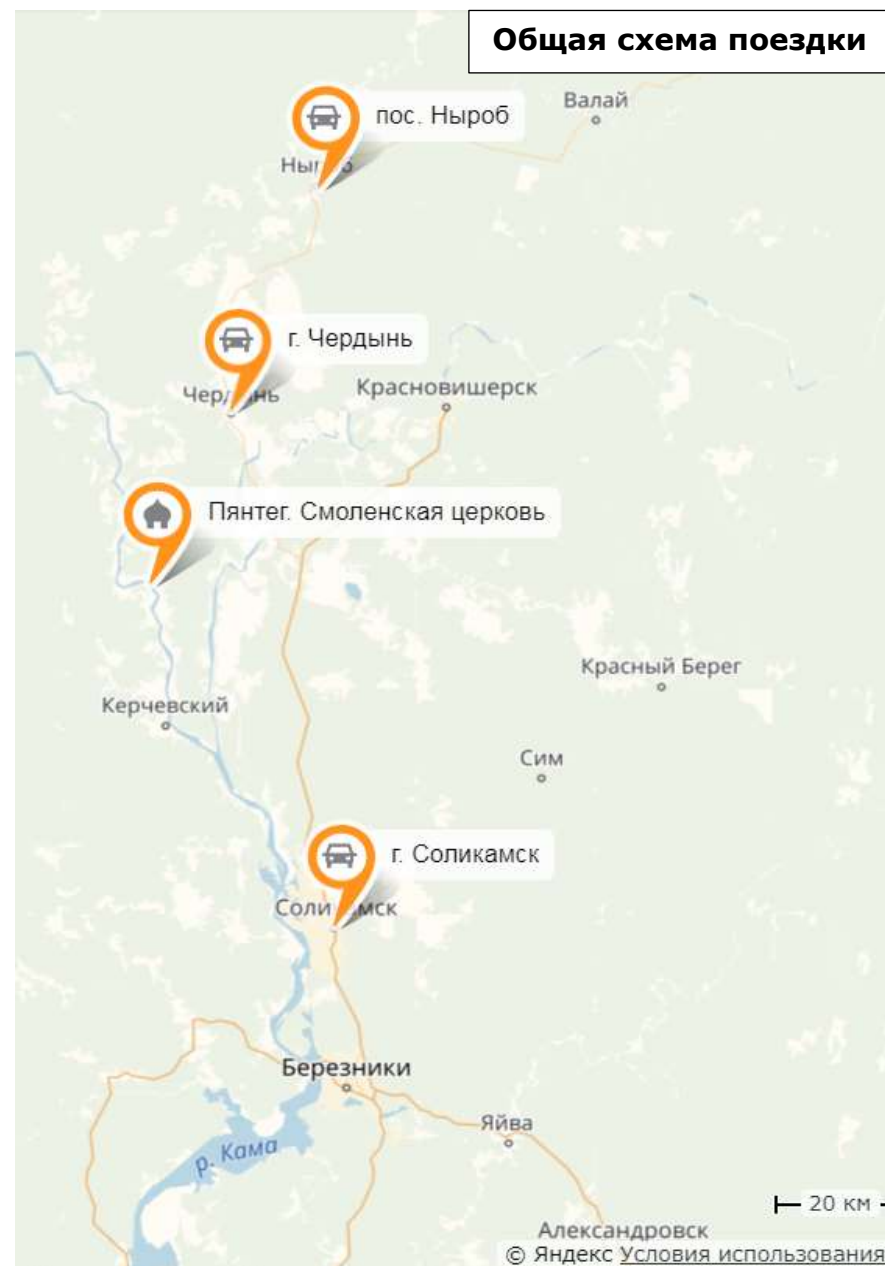 Общая схема поездки
Валай
пос. Ныроб
г. Чердынь
Красновишерск
Пянтег. Смоленская церковь
Красный Берег
Керчевский
Сим
г. Соликамск
Березники
Яйва
р. Кама
20 км
Александровск
© Яндекс Условия использования